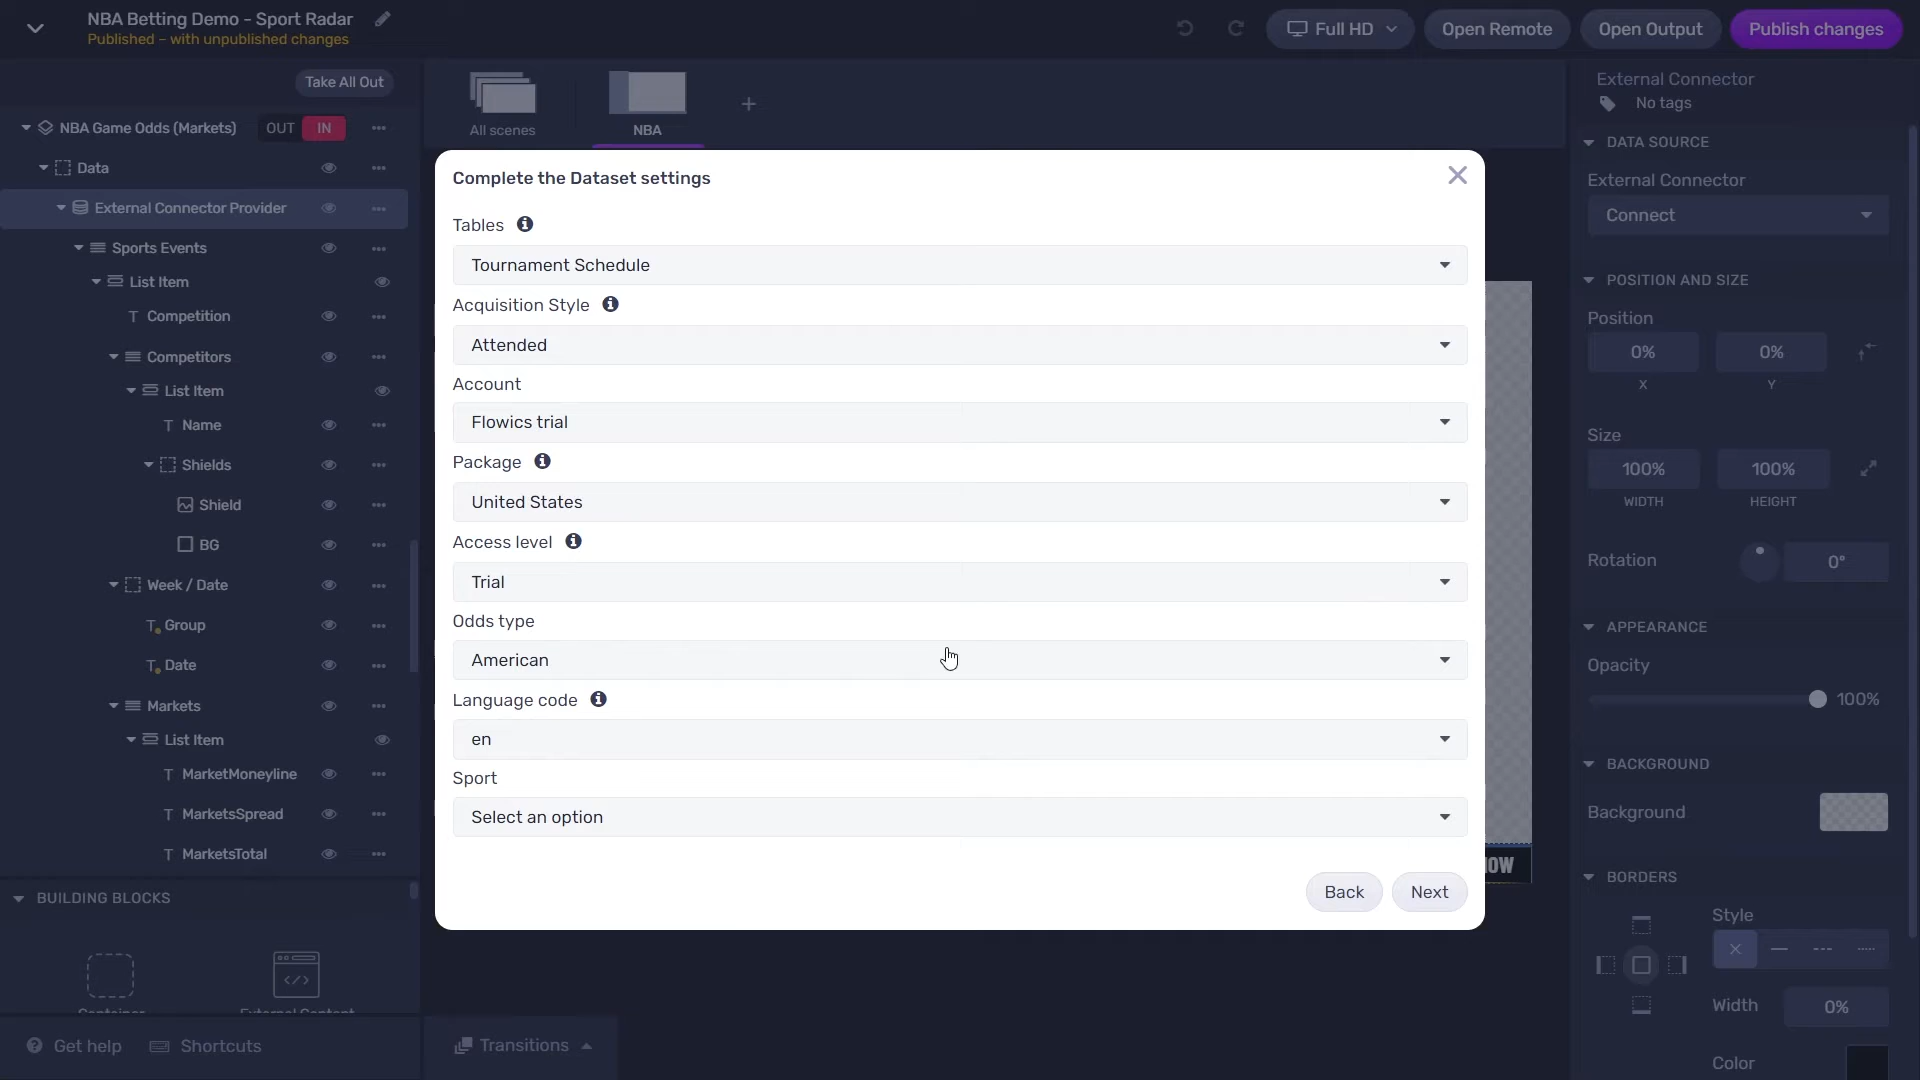 NBA Betting Demo - Sport Radar
Published – with unpublished changes
Full HD
Open Remote
Open Output
Publish changes
Take All Out
NBA Game Odds (Markets)
OUT
IN
Data
External Connector Provider
Sports Events
List Item
Competition
Competitors
List Item
Name
Shields
Shield
BG
Week / Date
Group
Date
Markets
List Item
MarketMoneyline
MarketsSpread
MarketsTotal
BUILDING BLOCKS
Container
External Content
Get help
Shortcuts
All scenes
NBA
Complete the Dataset settings
Tables
Tournament Schedule
Acquisition Style
Attended
Account
Flowics trial
Package
United States
Access level
Trial
Odds type
American
Language code
en
Sport
Select an option
Back
Next
Transitions
External Connector
No tags
DATA SOURCE
External Connector
Connect
POSITION AND SIZE
Position
0%
0%
X
Y
Size
100%
100%
WIDTH
HEIGHT
Rotation
0°
APPEARANCE
Opacity
100%
BACKGROUND
Background
BORDERS
Style
Width
0%
Color